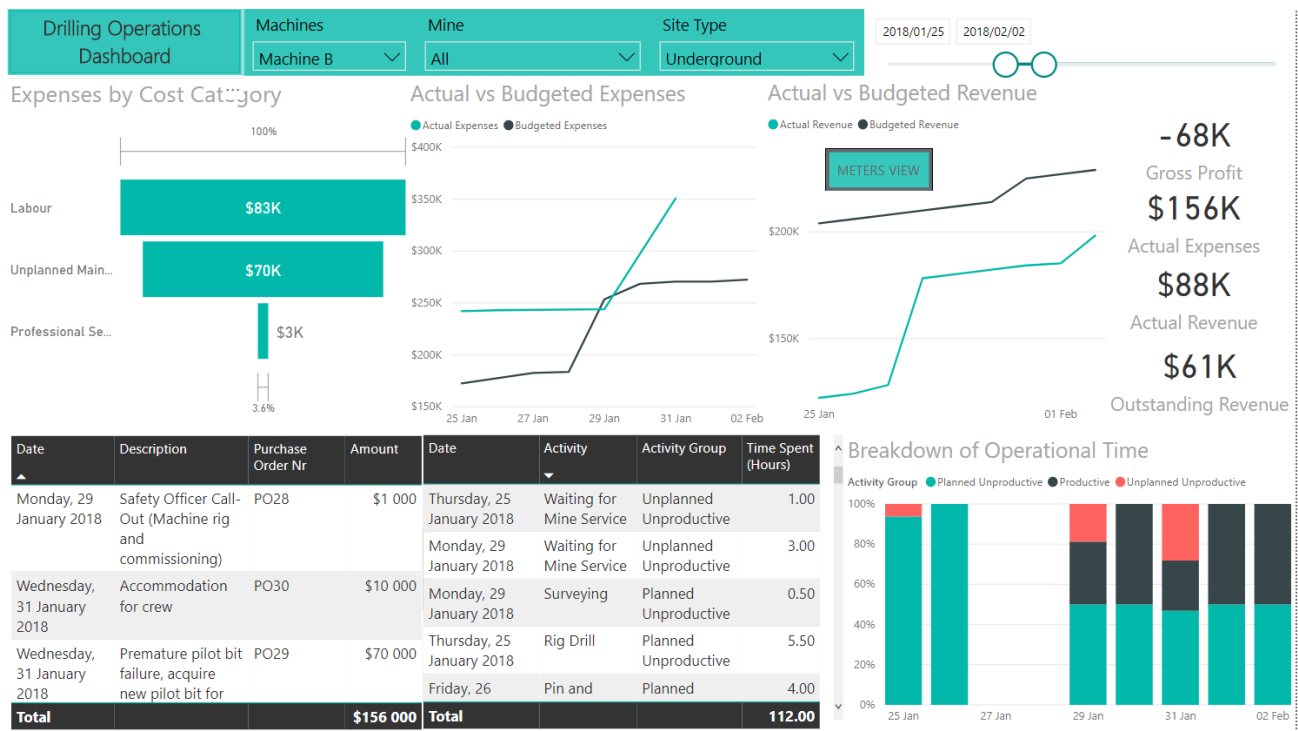 Drilling Operations
Dashboard
Machines
Machine B
Mine
All
Site Type
Underground
2018/01/25
2018/02/02
Expenses by Cost Category
100%
Labour
$83K
Unplanned Main...
$70K
Professional Se...
$3K
3.6%
Actual vs Budgeted Expenses
Actual Expenses
Budgeted Expenses
$400K
$350K
$300K
$250K
$200K
$150K
25 Jan
27 Jan
29 Jan
31 Jan
02 Feb
Actual vs Budgeted Revenue
Actual Revenue
Budgeted Revenue
METERS VIEW
$200K
$150K
25 Jan
01 Feb
-68K
Gross Profit
$156K
Actual Expenses
$88K
Actual Revenue
$61K
Outstanding Revenue
Date
Description
Purchase
Order Nr
Amount
Monday, 29
January 2018
Safety Officer Call-
Out (Machine rig
and
commissioning)
PO28
$1 000
Wednesday,
31 January
2018
Accommodation
for crew
PO30
$10 000
Wednesday,
31 January
2018
Premature pilot bit
failure, acquire
new pilot bit for
PO29
$70 000
Total
$156 000
Date
Activity
Activity Group
Time Spent
(Hours)
Thursday, 25
January 2018
Waiting for
Mine Service
Unplanned
Unproductive
1.00
Monday, 29
January 2018
Waiting for
Mine Service
Unplanned
Unproductive
3.00
Monday, 29
January 2018
Surveying
Planned
Unproductive
0.50
Thursday, 25
January 2018
Rig Drill
Planned
Unproductive
5.50
Friday, 26
Pin and
Planned
4.00
Total
112.00
Breakdown of Operational Time
Activity Group
Planned Unproductive
Productive
Unplanned Unproductive
100%
80%
60%
40%
20%
0%
25 Jan
27 Jan
29 Jan
31 Jan
02 Feb